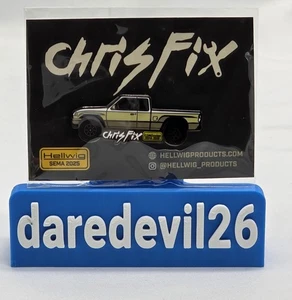 chrisfix
ChrisFix
Hellwig
SEMA 2025
HELLWIGPRODUCTS.COM
@HELLWIG_PRODUCTS
daredevil26